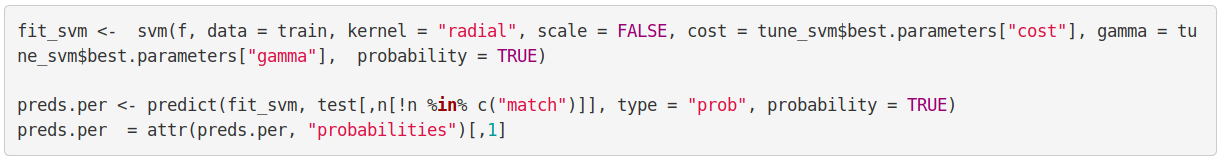 fit_svm <-  svm(f, data = train, kernel = "radial", scale = FALSE, cost = tune_svm$best.parameters["cost"], gamma = tu
ne_svm$best.parameters["gamma"],  probability = TRUE)

preds.per <- predict(fit_svm, test[,n[!n %in% c("match")]], type = "prob", probability = TRUE)
preds.per  = attr(preds.per, "probabilities")[,1]